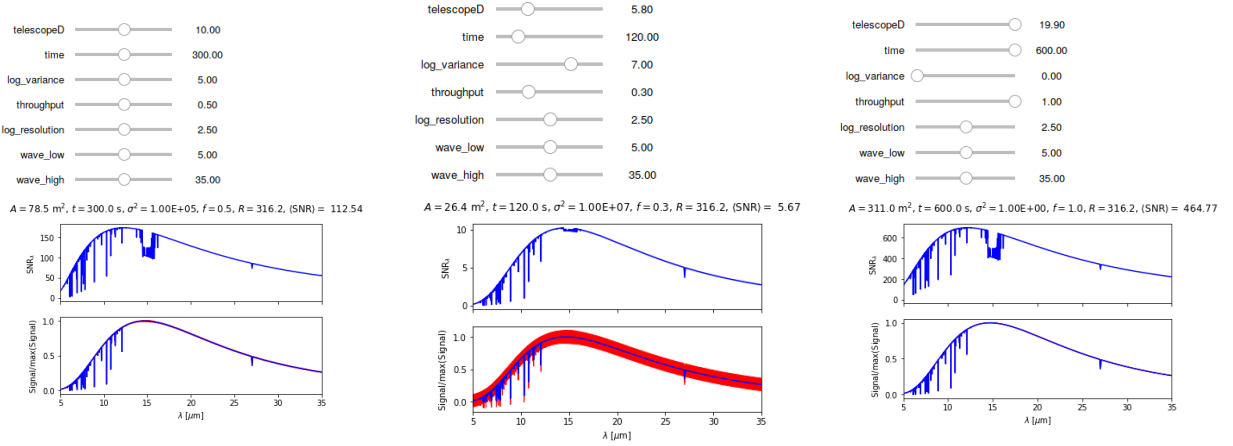 telescopeD 10.00
time 300.00
log_variance 5.00
throughput 0.50
log_resolution 2.50
wave_low 5.00
wave_high 35.00
A = 78.5 m², t = 300.0 s, σ² = 1.00E+05, f = 0.5, R = 316.2, ⟨SNR⟩ = 112.54
150
100
50
0
SNRλ
1.0
0.5
0.0
Signal/max(Signal)
5 10 15 20 25 30 35
λ [μm]
telescopeD 5.80
time 120.00
log_variance 7.00
throughput 0.30
log_resolution 2.50
wave_low 5.00
wave_high 35.00
A = 26.4 m², t = 120.0 s, σ² = 1.00E+07, f = 0.3, R = 316.2, ⟨SNR⟩ = 5.67
10
5
0
SNRλ
1.0
0.5
0.0
Signal/max(Signal)
5 10 15 20 25 30 35
λ [μm]
telescopeD 19.90
time 600.00
log_variance 0.00
throughput 1.00
log_resolution 2.50
wave_low 5.00
wave_high 35.00
A = 311.0 m², t = 600.0 s, σ² = 1.00E+00, f = 1.0, R = 316.2, ⟨SNR⟩ = 464.77
600
400
200
0
SNRλ
1.0
0.5
0.0
Signal/max(Signal)
5 10 15 20 25 30 35
λ [μm]